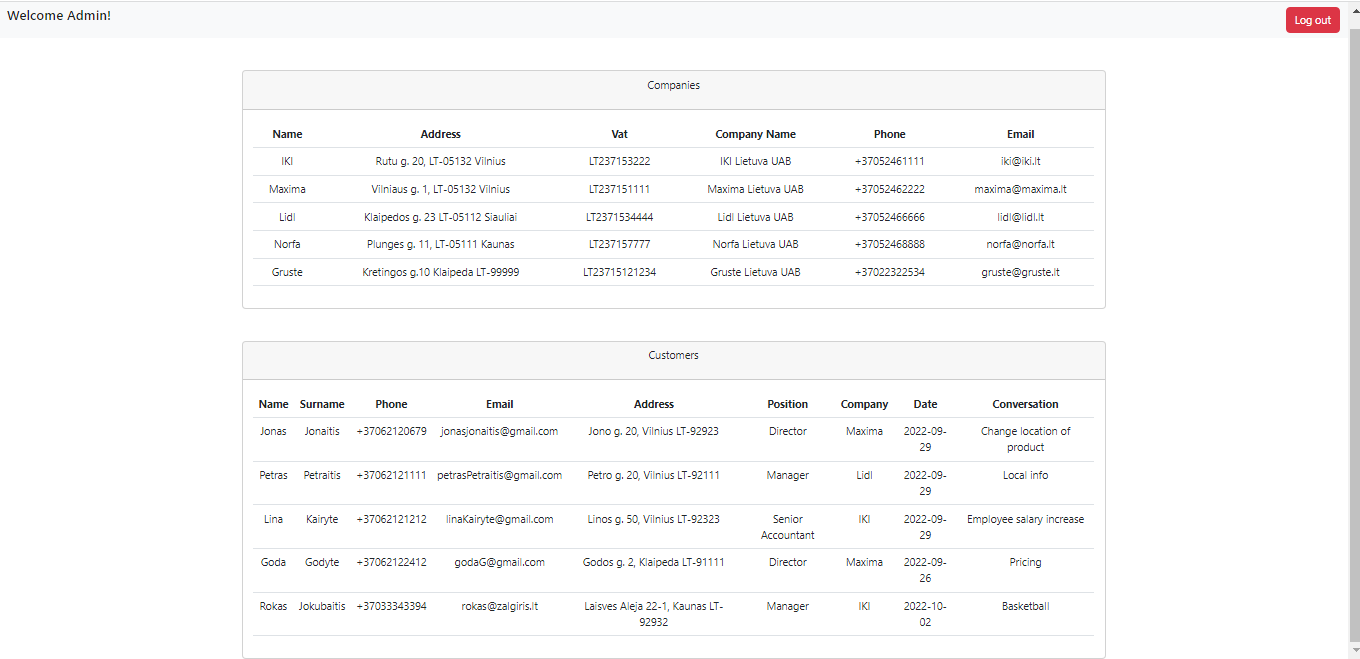 Welcome Admin!
Log out
Companies
Name Address Vat Company Name Phone Email
IKI Rutu g. 20, LT-05132 Vilnius LT237153222 IKI Lietuva UAB +37052461111 iki@iki.lt
Maxima Vilniaus g. 1, LT-05132 Vilnius LT237151111 Maxima Lietuva UAB +37052462222 maxima@maxima.lt
Lidl Klaipedos g. 23 LT-05112 Siauliai LT2371534444 Lidl Lietuva UAB +37052466666 lidl@lidl.lt
Norfa Plunges g. 11, LT-05111 Kaunas LT237157777 Norfa Lietuva UAB +37052468888 norfa@norfa.lt
Gruste Kretingos g.10 Klaipeda LT-99999 LT23715121234 Gruste Lietuva UAB +37022322534 gruste@gruste.lt
Customers
Name Surname Phone Email Address Position Company Date Conversation
Jonas Jonaitis +37062120679 jonasjonaitis@gmail.com Jono g. 20, Vilnius LT-92923 Director Maxima 2022-09- Change location of
29 product
Petras Petraitis +37062121111 petrasPetraitis@gmail.com Petro g. 20, Vilnius LT-92111 Manager Lidl 2022-09- Local info
29
Lina Kairyte +37062121212 linaKairyte@gmail.com Linos g. 50, Vilnius LT-92323 Senior IKI 2022-09- Employee salary increase
Accountant 29
Goda Godyte +37062122412 godaG@gmail.com Godos g. 2, Klaipeda LT-91111 Director Maxima 2022-09- Pricing
26
Rokas Jokubaitis +37033343394 rokas@zalgiris.lt Laisves Aleja 22-1, Kaunas LT- Manager IKI 2022-10- Basketball
92932 02